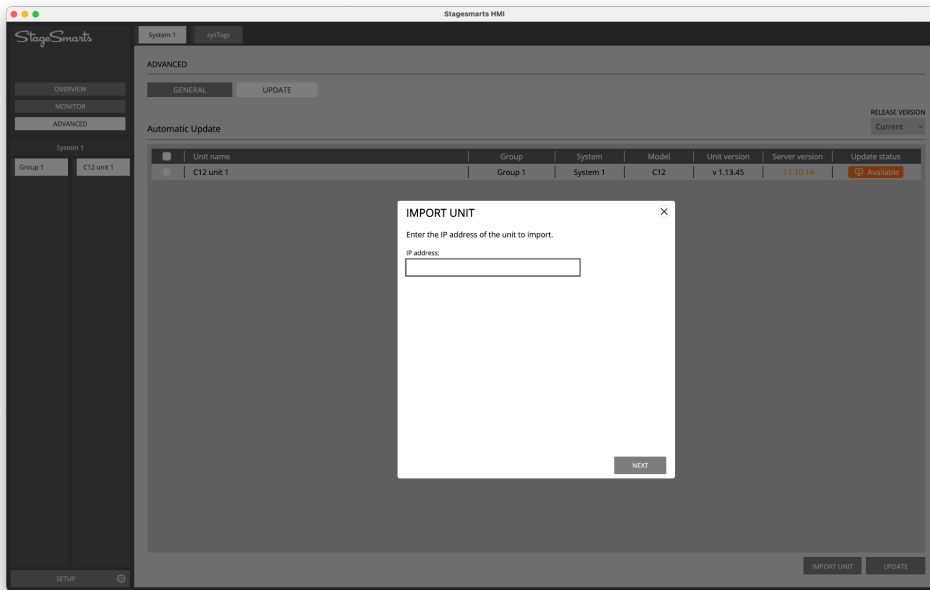 Stagesmarts HMI
StageSmarts
System 1
sysTags
ADVANCED
OVERVIEW
MONITOR
ADVANCED
GENERAL
UPDATE
RELEASE VERSION
Current
Automatic Update
System 1
Group 1
C12 unit 1
Unit name
Group
System
Model
Unit version
Server version
Update status
C12 unit 1
Group 1
System 1
C12
v 1.13.45
1.10.14
Available
IMPORT UNIT
Enter the IP address of the unit to import.
IP address:
NEXT
IMPORT UNIT
UPDATE
SETUP